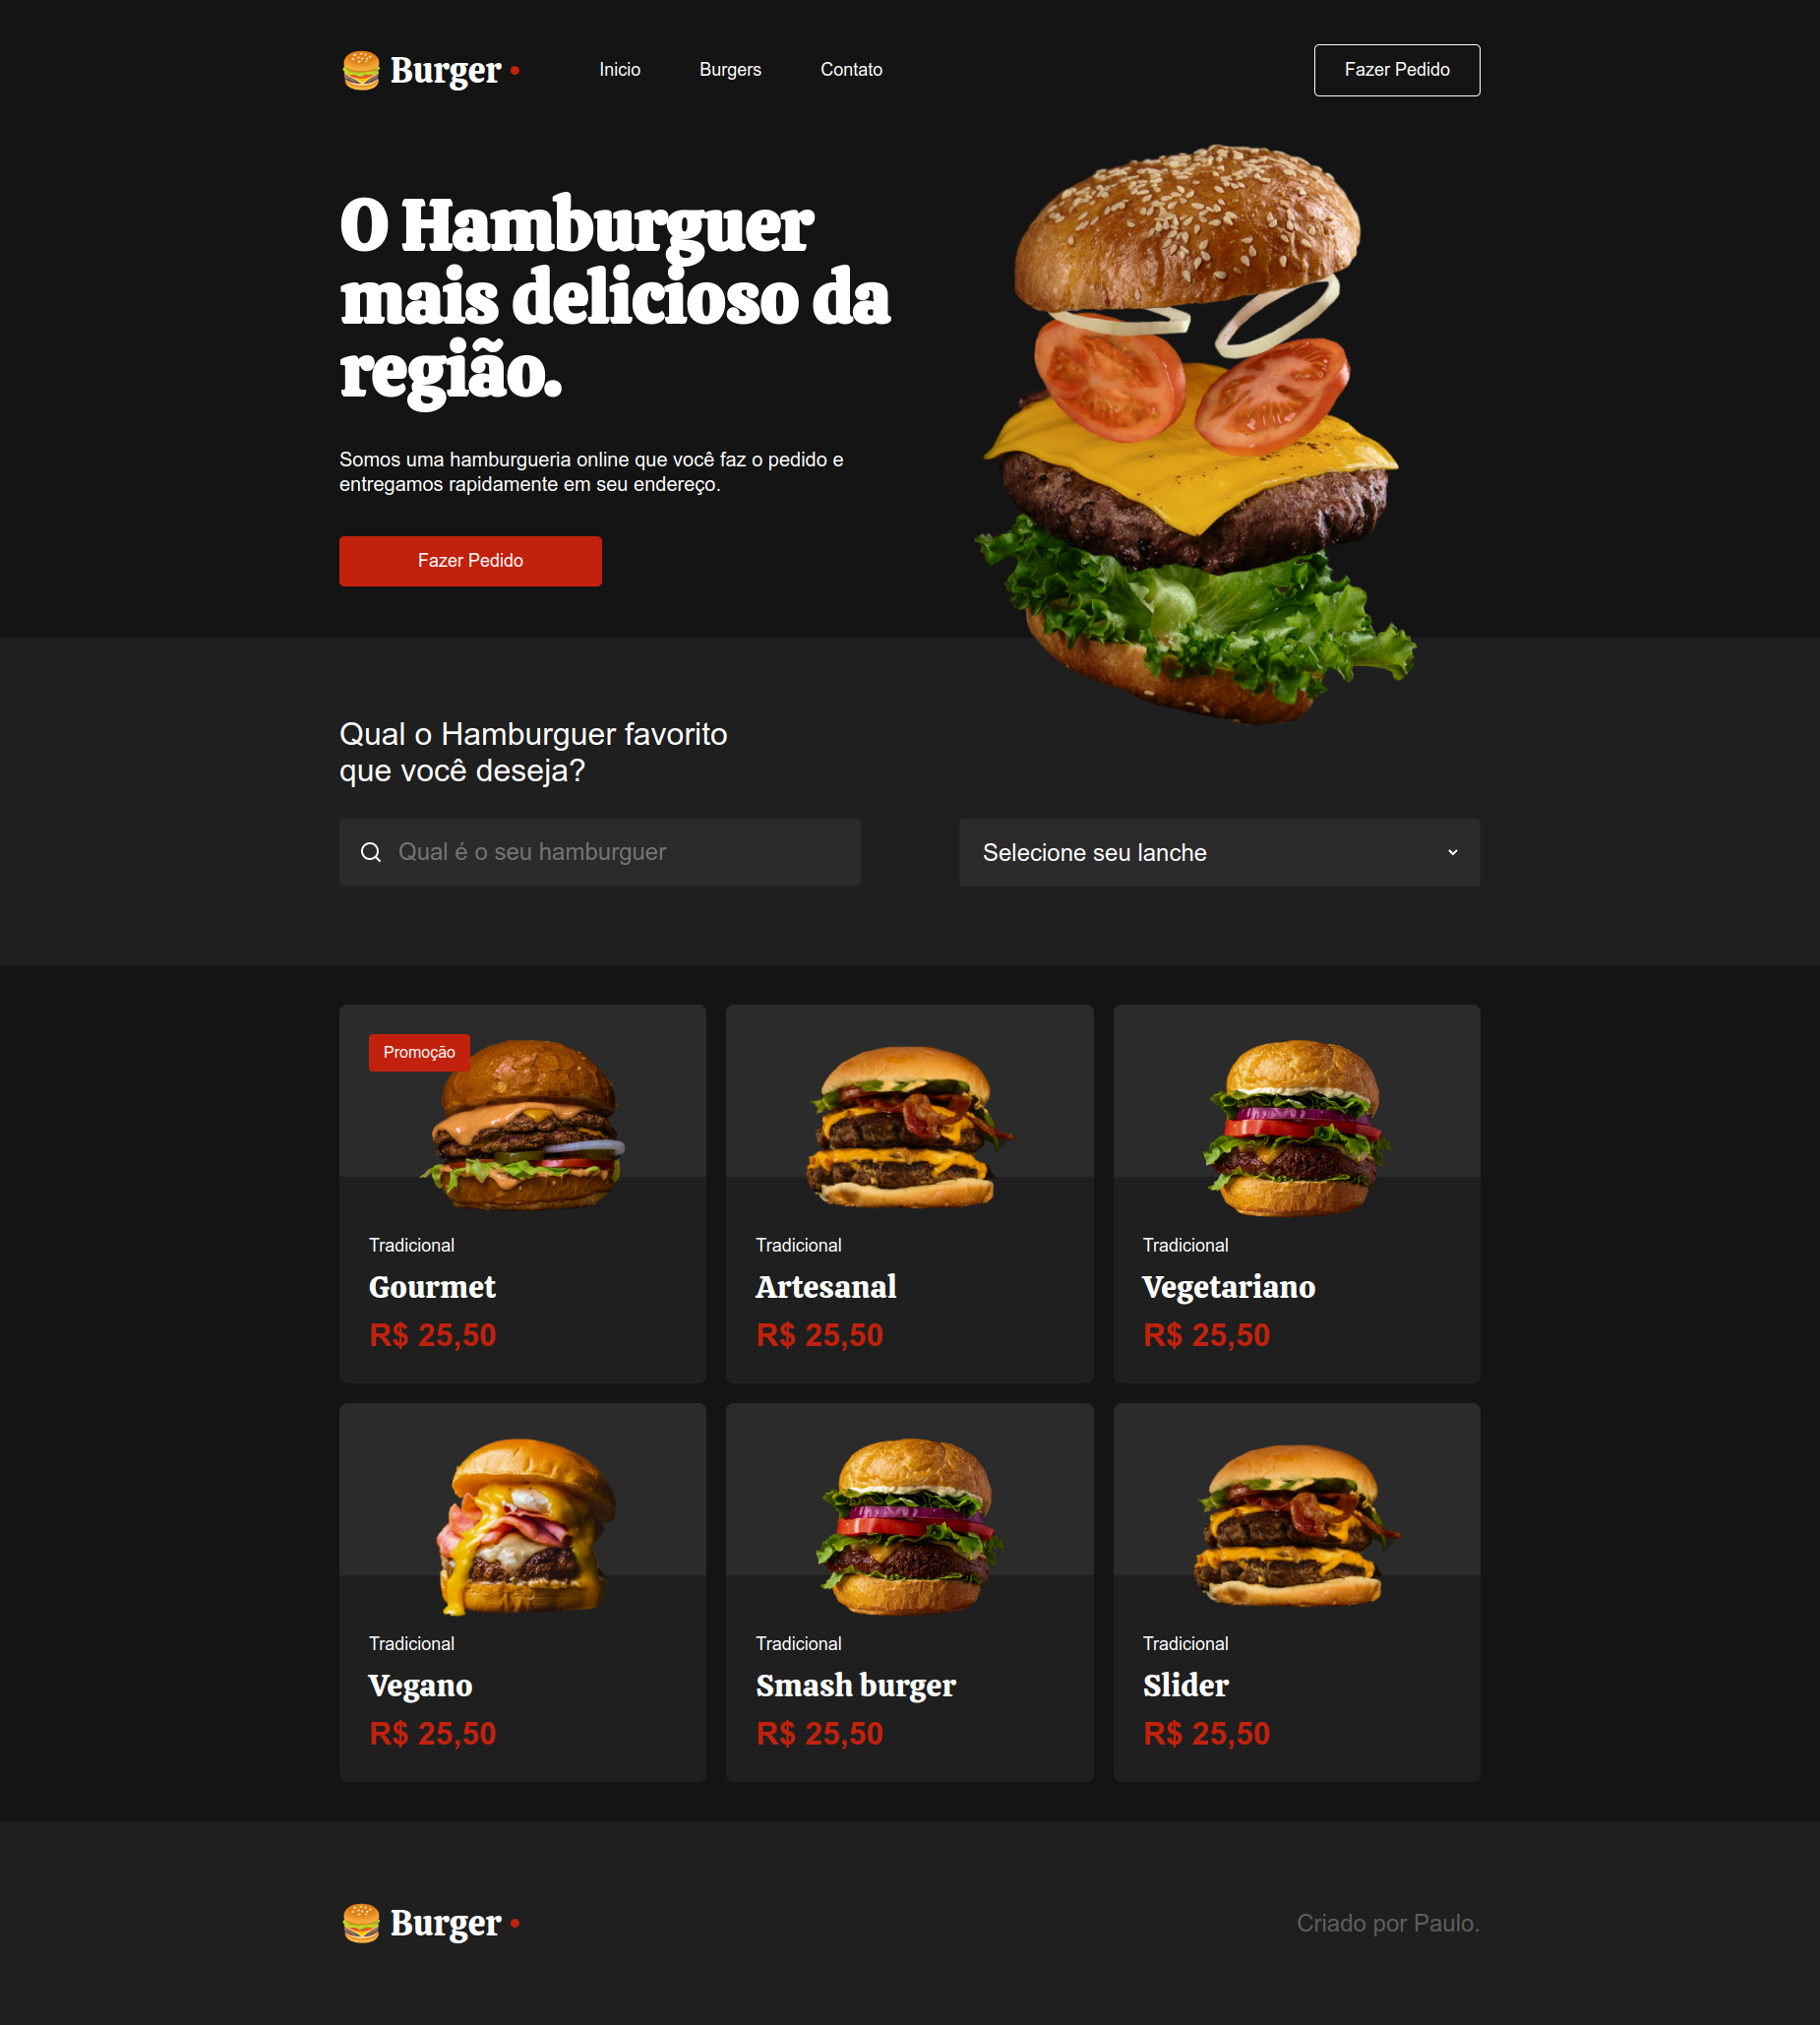 Burger
Inicio
Burgers
Contato
Fazer Pedido
O Hamburguer
mais delicioso da
região.
Somos uma hamburgueria online que você faz o pedido e
entregamos rapidamente em seu endereço.
Fazer Pedido
Qual o Hamburguer favorito
que você deseja?
Qual é o seu hamburguer
Selecione seu lanche
Promoção
Tradicional
Gourmet
R$ 25,50
Tradicional
Artesanal
R$ 25,50
Tradicional
Vegetariano
R$ 25,50
Tradicional
Vegano
R$ 25,50
Tradicional
Smash burger
R$ 25,50
Tradicional
Slider
R$ 25,50
Burger
Criado por Paulo.